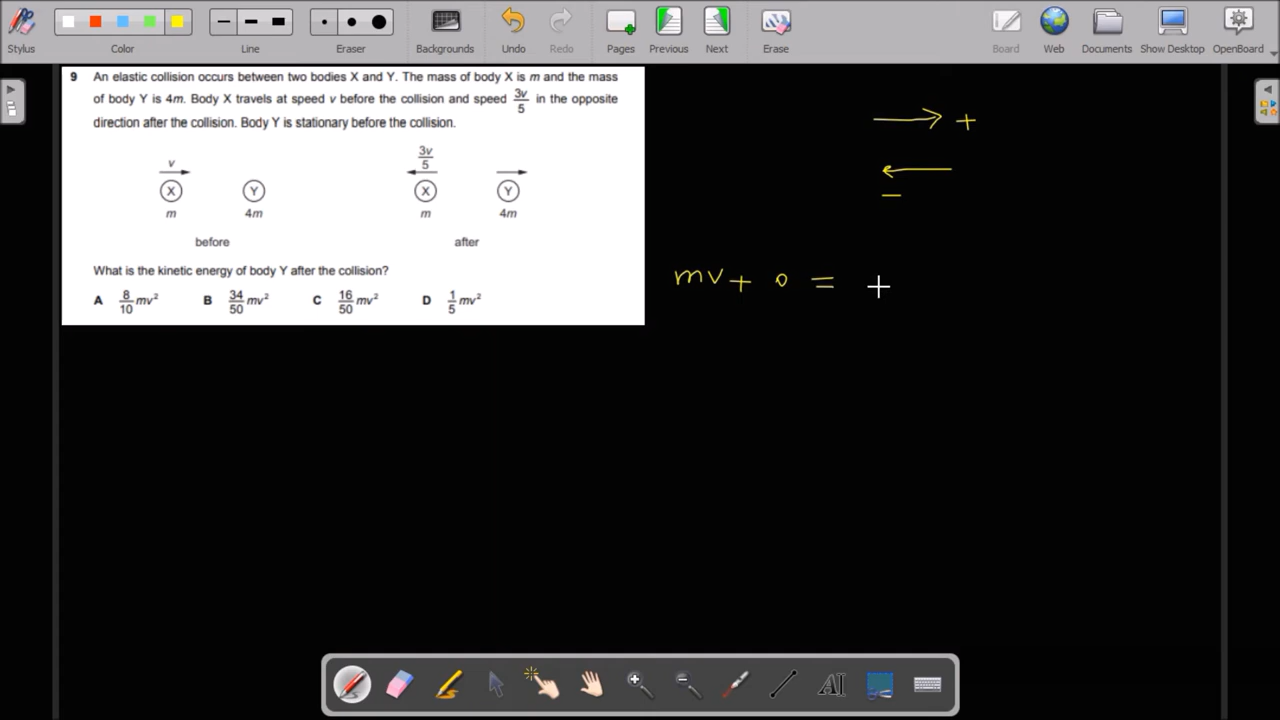 Stylus Color Line Eraser Backgrounds Undo Redo Pages Previous Next Erase Board Web Documents Show Desktop OpenBoard
9 An elastic collision occurs between two bodies X and Y. The mass of body X is m and the mass
of body Y is 4m. Body X travels at speed v before the collision and speed 3v/5 in the opposite
direction after the collision. Body Y is stationary before the collision.
v 3v/5
X Y X Y
m 4m m 4m
before after
What is the kinetic energy of body Y after the collision?
A 8/10 mv² B 34/50 mv² C 16/50 mv² D 1/5 mv²
+
−
mv + 0 =
AI